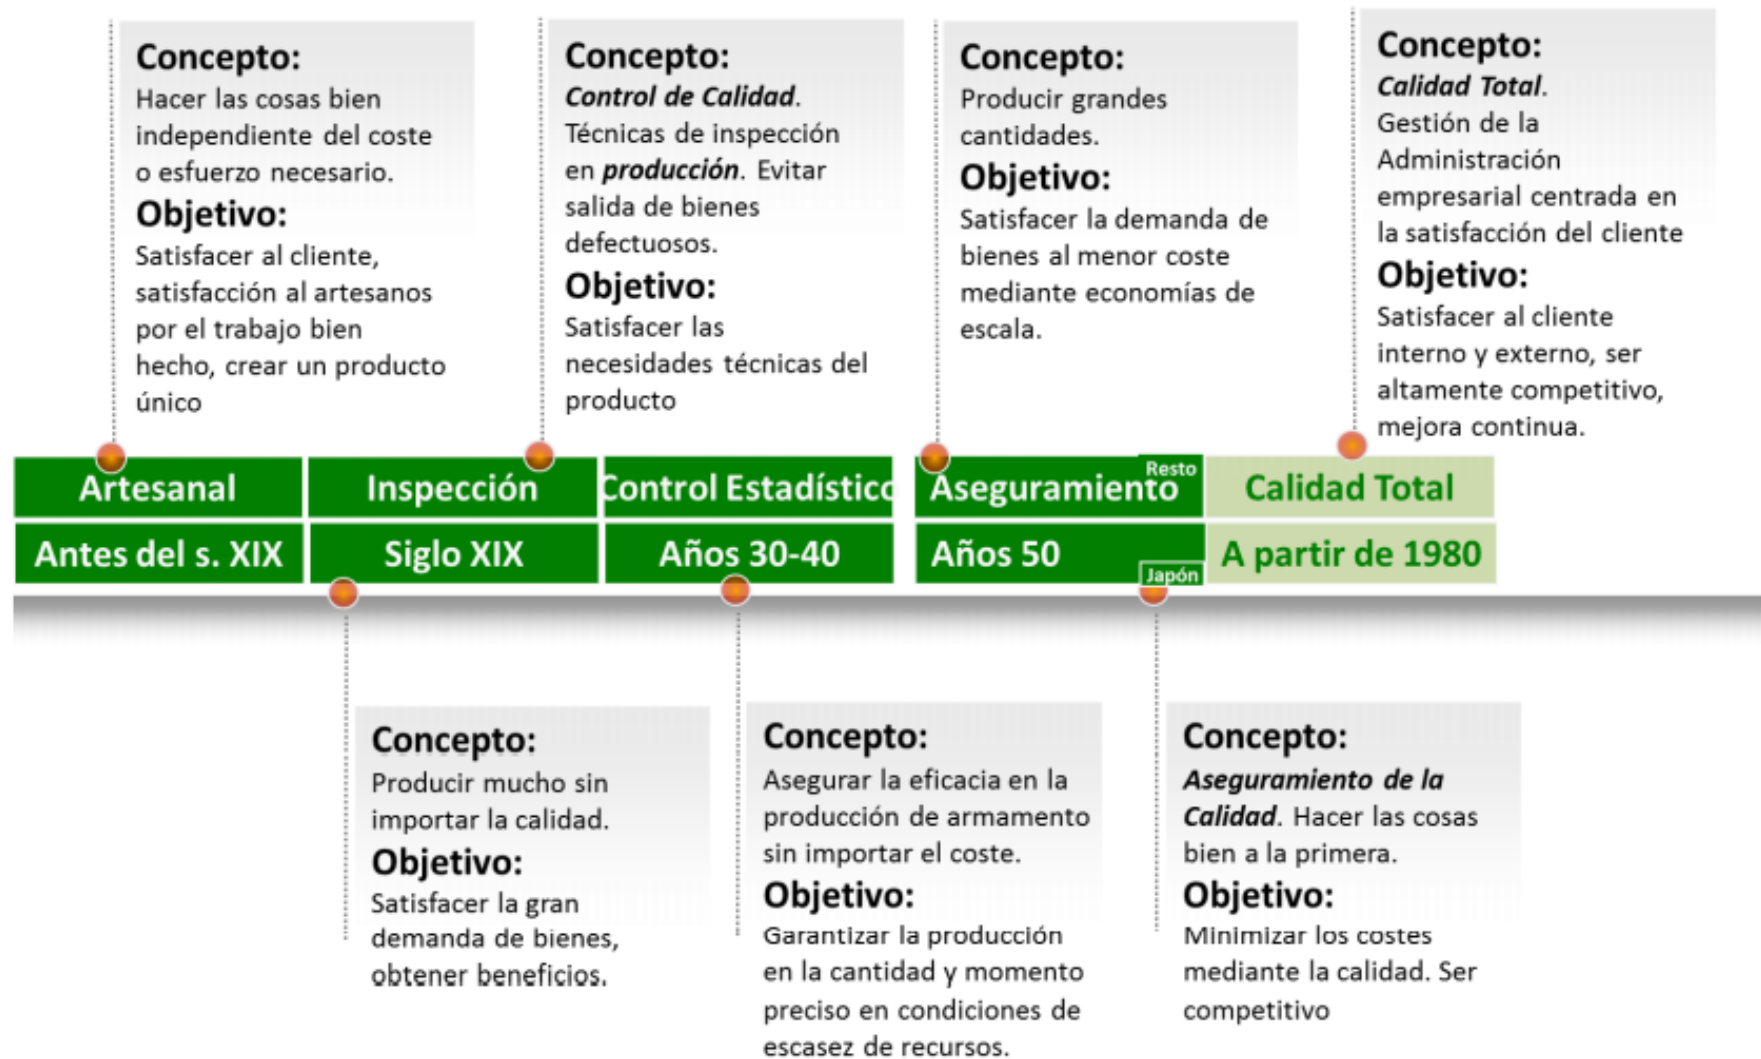 Concepto:
Hacer las cosas bien
independiente del coste
o esfuerzo necesario.
Objetivo:
Satisfacer al cliente,
satisfacción al artesanos
por el trabajo bien
hecho, crear un producto
único
Concepto:
Control de Calidad.
Técnicas de inspección
en producción. Evitar
salida de bienes
defectuosos.
Objetivo:
Satisfacer las
necesidades técnicas del
producto
Concepto:
Producir grandes
cantidades.
Objetivo:
Satisfacer la demanda de
bienes al menor coste
mediante economías de
escala.
Concepto:
Calidad Total.
Gestión de la
Administración
empresarial centrada en
la satisfacción del cliente
Objetivo:
Satisfacer al cliente
interno y externo, ser
altamente competitivo,
mejora continua.
Artesanal
Inspección
Control Estadístico
Aseguramiento
Resto
Calidad Total
Antes del s. XIX
Siglo XIX
Años 30-40
Años 50
Japón
A partir de 1980
Concepto:
Producir mucho sin
importar la calidad.
Objetivo:
Satisfacer la gran
demanda de bienes,
obtener beneficios.
Concepto:
Asegurar la eficacia en la
producción de armamento
sin importar el coste.
Objetivo:
Garantizar la producción
en la cantidad y momento
preciso en condiciones de
escasez de recursos.
Concepto:
Aseguramiento de la
Calidad. Hacer las cosas
bien a la primera.
Objetivo:
Minimizar los costes
mediante la calidad. Ser
competitivo